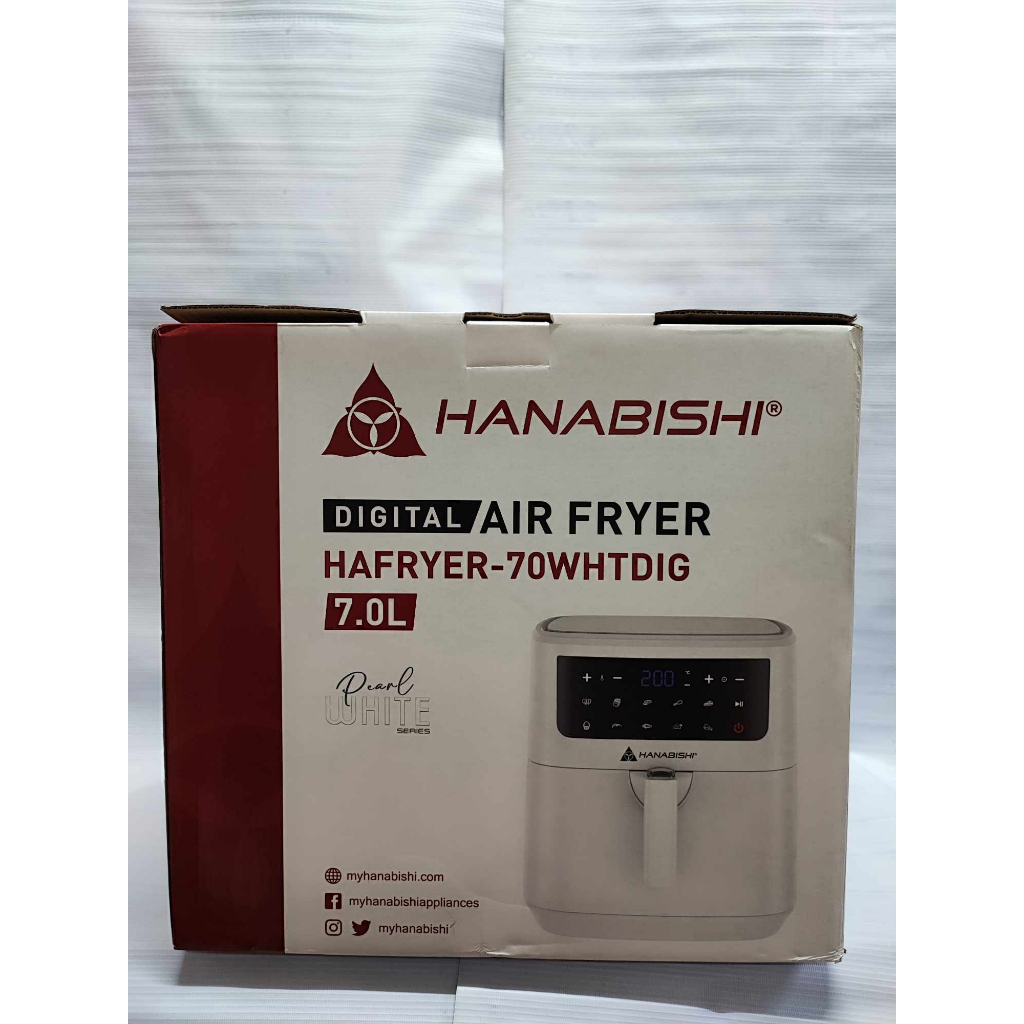 HANABISHI®
DIGITAL AIR FRYER
HAFRYER-70WHTDIG
7.0L
Pearl
WHITE
SERIES
200 °C
HANABISHI
myhanabishi.com
myhanabishiappliances
myhanabishi